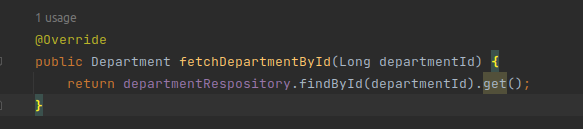 1 usage
@Override
public Department fetchDepartmentById(Long departmentId) {
return departmentRespository.findById(departmentId).get();
}